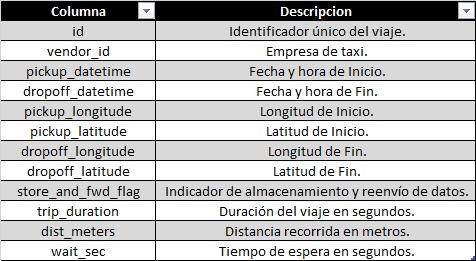 Columna Descripcion
id Identificador único del viaje.
vendor_id Empresa de taxi.
pickup_datetime Fecha y hora de Inicio.
dropoff_datetime Fecha y hora de Fin.
pickup_longitude Longitud de Inicio.
pickup_latitude Latitud de Inicio.
dropoff_longitude Longitud de Fin.
dropoff_latitude Latitud de Fin.
store_and_fwd_flag Indicador de almacenamiento y reenvío de datos.
trip_duration Duración del viaje en segundos.
dist_meters Distancia recorrida en metros.
wait_sec Tiempo de espera en segundos.